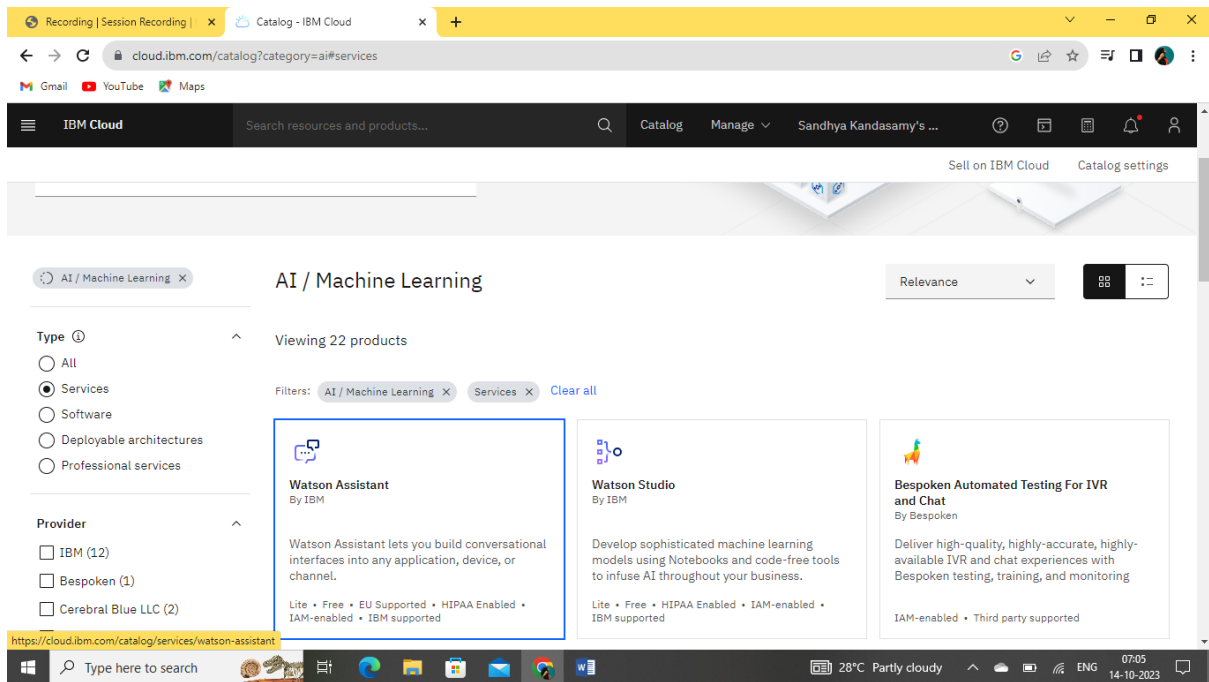 Recording | Session Recording |
Catalog - IBM Cloud
cloud.ibm.com/catalog?category=ai#services
Gmail YouTube Maps
IBM Cloud Search resources and products... Catalog Manage Sandhya Kandasamy's ...
Sell on IBM Cloud Catalog settings
AI / Machine Learning
AI / Machine Learning
Relevance
Type
All
Services
Software
Deployable architectures
Professional services
Provider
IBM (12)
Bespoken (1)
Cerebral Blue LLC (2)
Viewing 22 products
Filters: AI / Machine Learning Services Clear all
Watson Assistant
By IBM
Watson Assistant lets you build conversational
interfaces into any application, device, or
channel.
Lite • Free • EU Supported • HIPAA Enabled •
IAM-enabled • IBM supported
Watson Studio
By IBM
Develop sophisticated machine learning
models using Notebooks and code-free tools
to infuse AI throughout your business.
Lite • Free • HIPAA Enabled • IAM-enabled •
IBM supported
Bespoken Automated Testing For IVR
and Chat
By Bespoken
Deliver high-quality, highly-accurate, highly-
available IVR and chat experiences with
Bespoken testing, training, and monitoring
IAM-enabled • Third party supported
https://cloud.ibm.com/catalog/services/watson-assistant
Type here to search
28°C Partly cloudy
ENG
07:05
14-10-2023